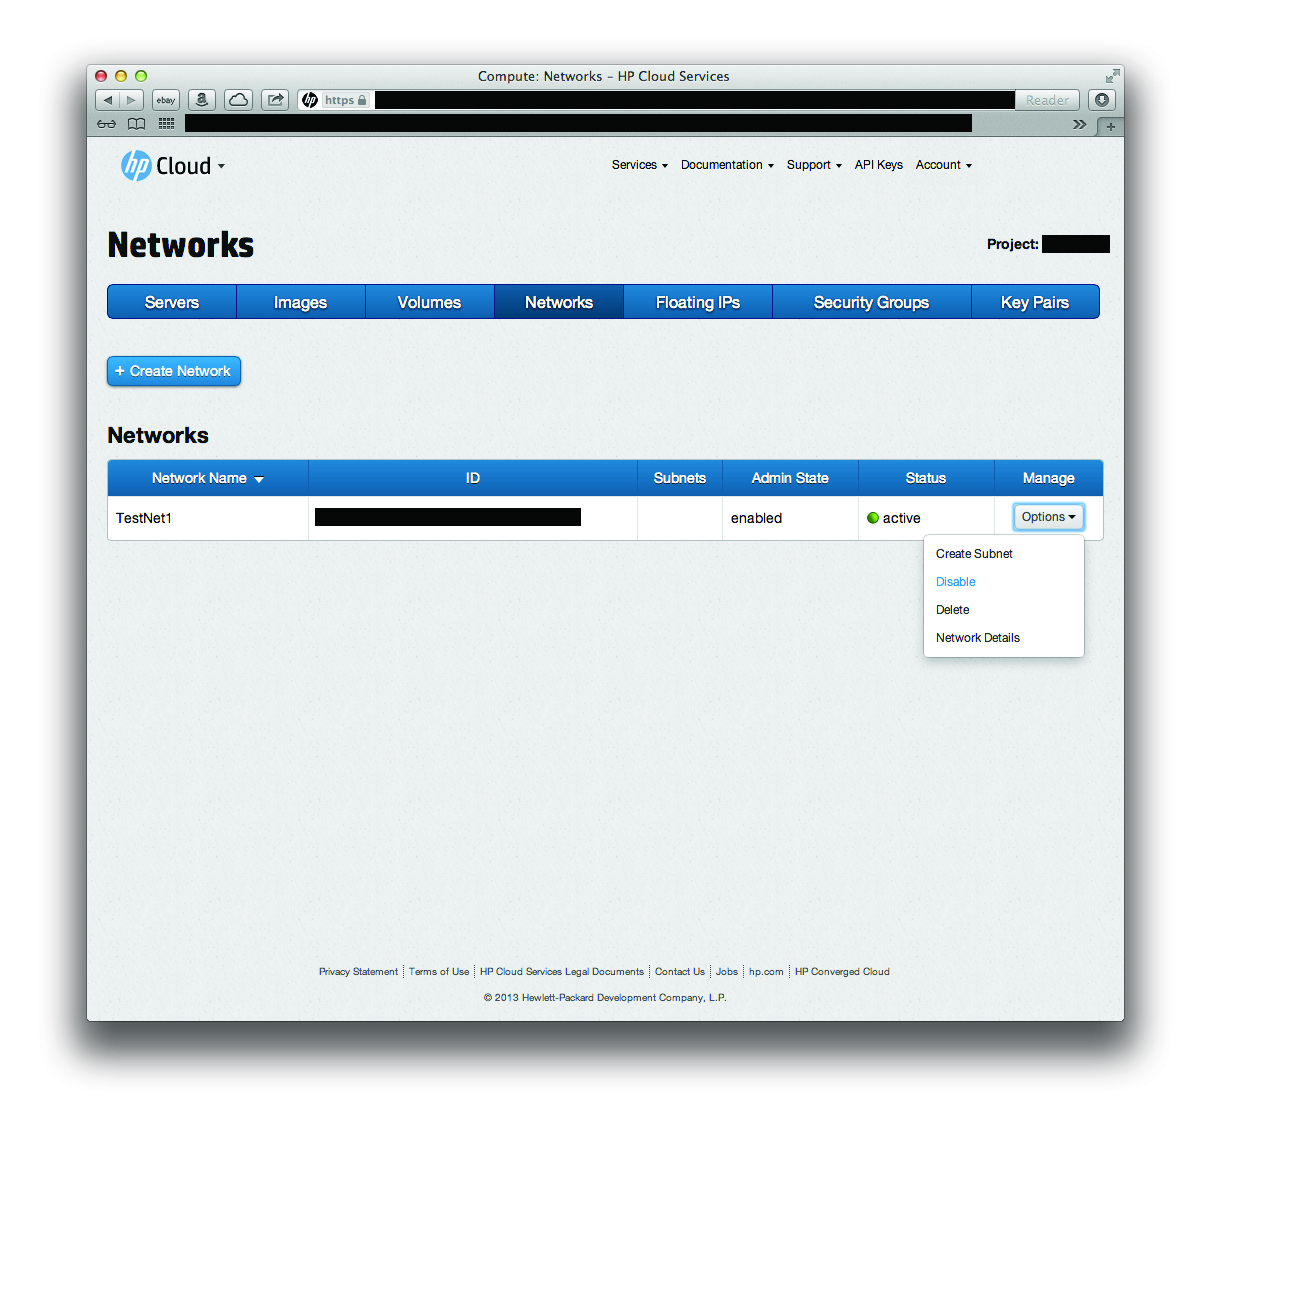 Compute: Networks – HP Cloud Services
ebay a hp https Reader
hp Cloud Services Documentation Support API Keys Account
Networks Project:
Servers Images Volumes Networks Floating IPs Security Groups Key Pairs
+ Create Network
Networks
Network Name ID Subnets Admin State Status Manage
TestNet1 enabled active Options
Create Subnet
Disable
Delete
Network Details
Privacy Statement Terms of Use HP Cloud Services Legal Documents Contact Us Jobs hp.com HP Converged Cloud
© 2013 Hewlett-Packard Development Company, L.P.